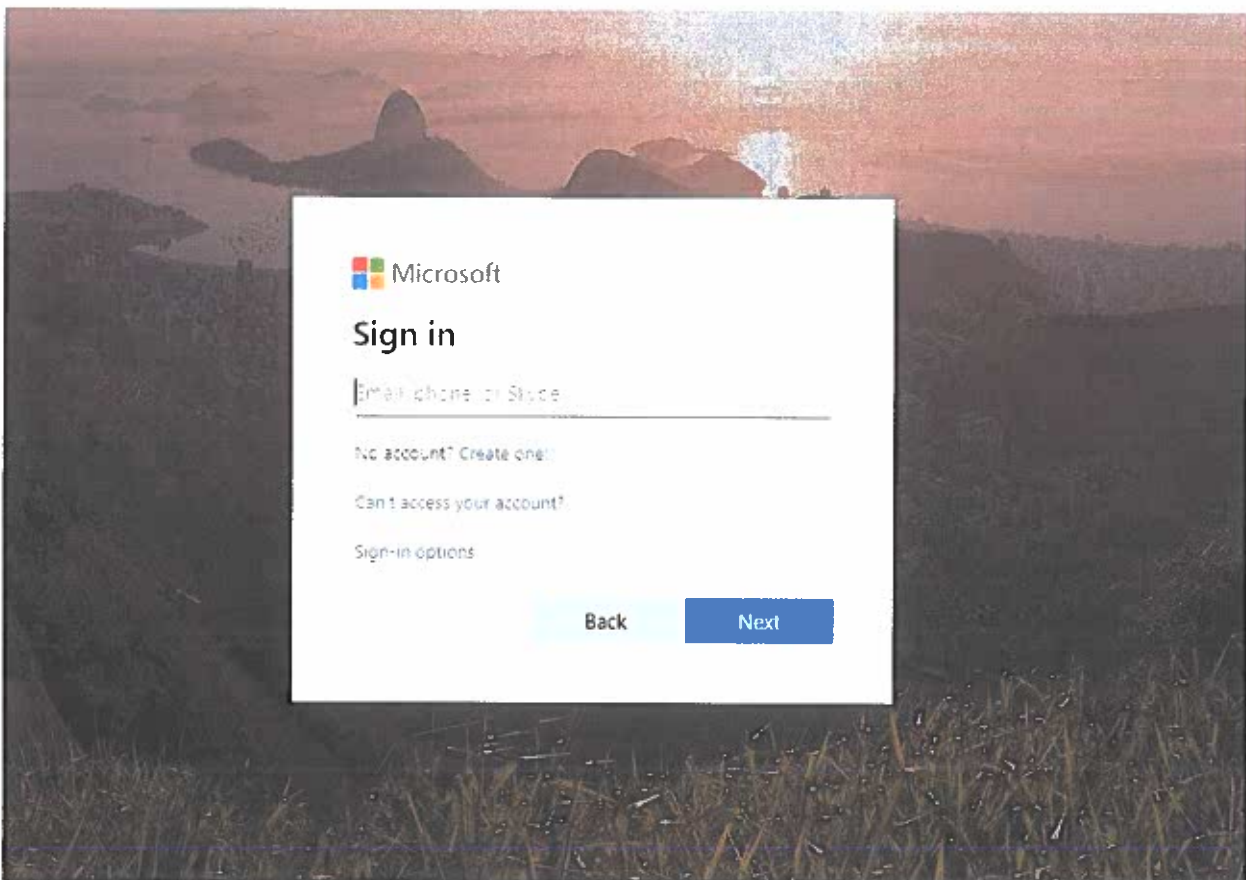 Microsoft
Sign in
Email, phone, or Skype
No account? Create one!
Can't access your account?
Sign-in options
Back
Next